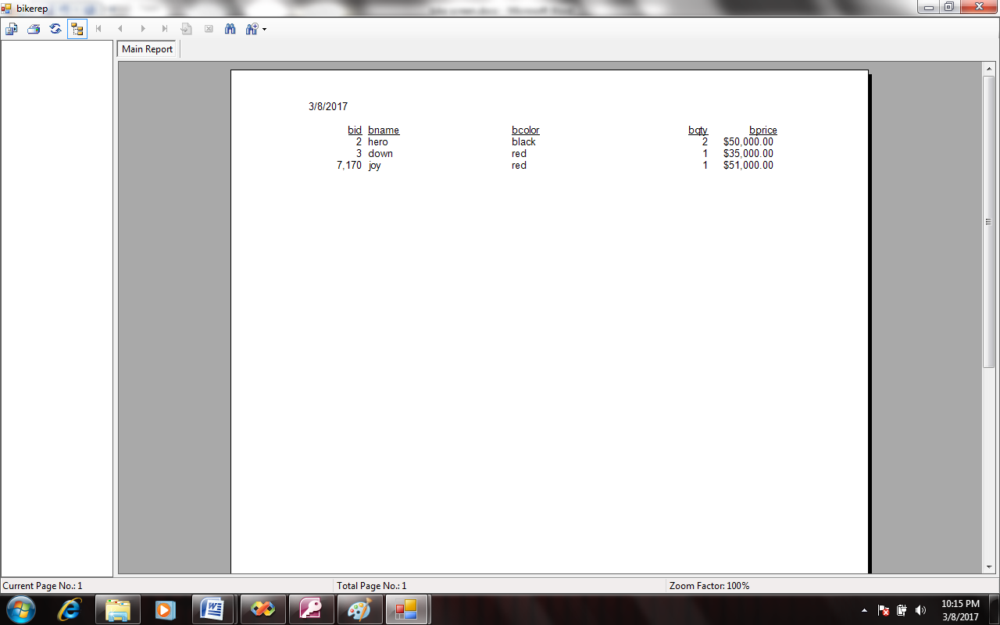 bikerep
Main Report
3/8/2017
bid bname bcolor bqty bprice
2 hero black 2 $50,000.00
3 down red 1 $35,000.00
7,170 joy red 1 $51,000.00
Current Page No.: 1 Total Page No.: 1 Zoom Factor: 100%
10:15 PM
3/8/2017